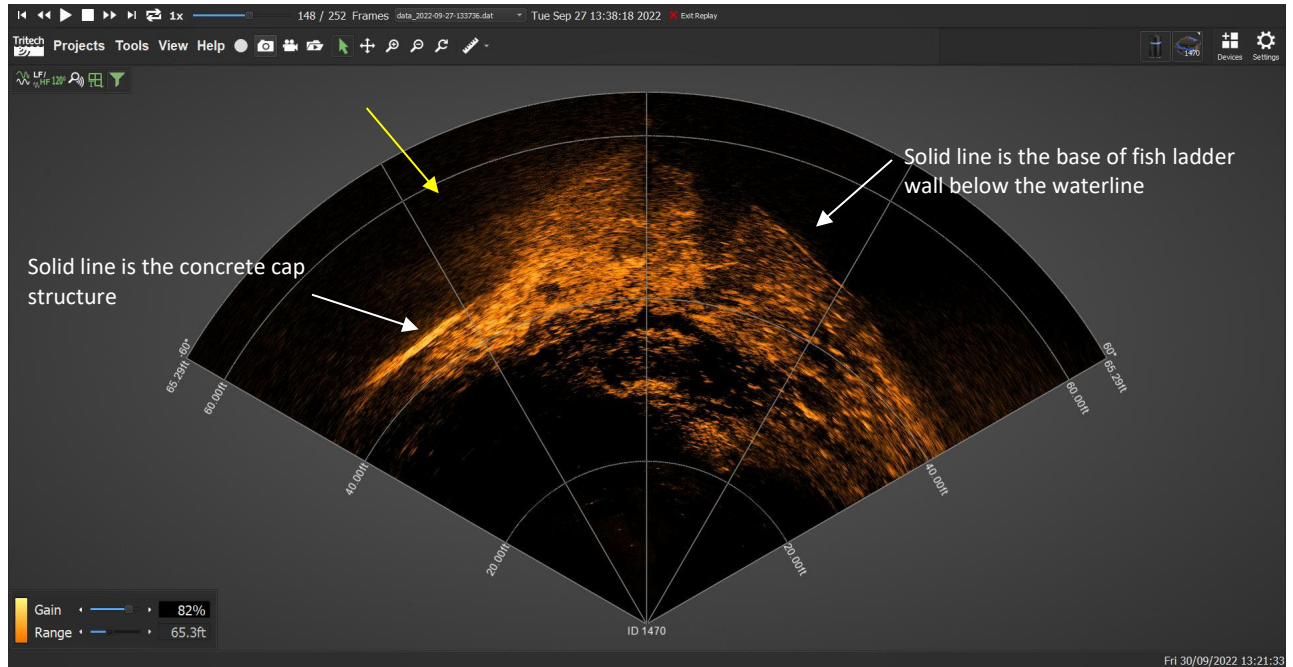 1x 148 / 252 Frames data_2022-09-27-133736.dat Tue Sep 27 13:38:18 2022 Exit Replay
Tritech Projects Tools View Help 1470 Devices Settings
LF/HF 120°
Solid line is the base of fish ladder
wall below the waterline
Solid line is the concrete cap
structure
-60°
65.29ft
60.00ft
40.00ft
20.00ft
60°
65.29ft
60.00ft
40.00ft
20.00ft
ID 1470
Gain 82%
Range 65.3ft
Fri 30/09/2022 13:21:33